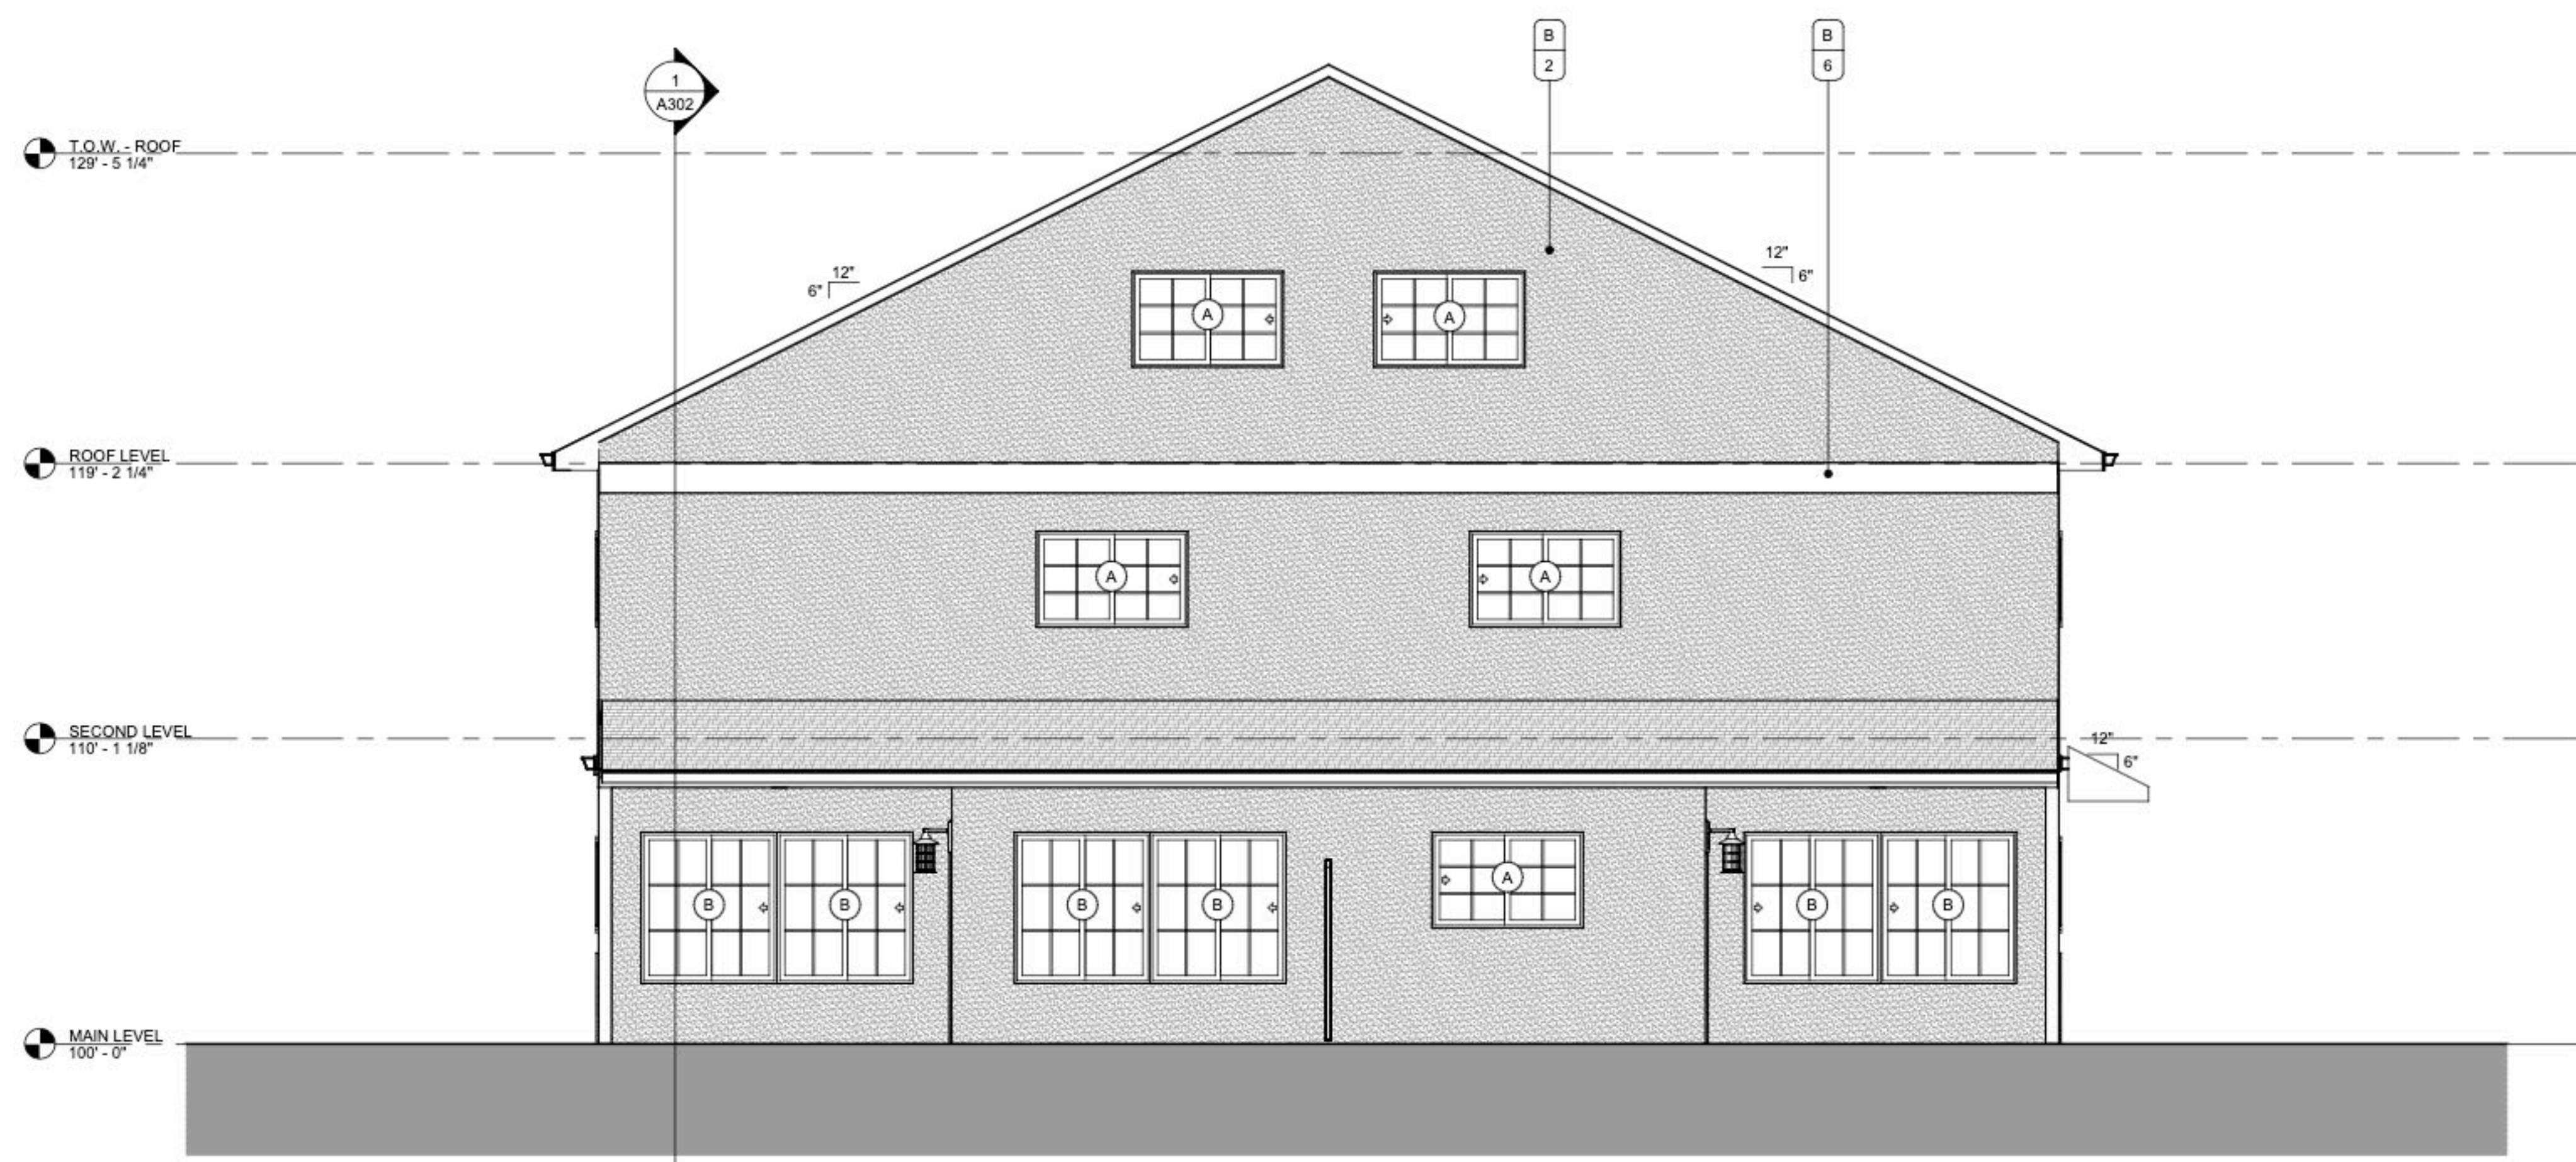 B
2
B
6
1
A302
T.O.W. - ROOF
129' - 5 1/4"
12"
6"
12"
6"
A
A
ROOF LEVEL
119' - 2 1/4"
A
A
SECOND LEVEL
110' - 1 1/8"
12"
6"
B
B
B
B
A
B
B
MAIN LEVEL
100' - 0"